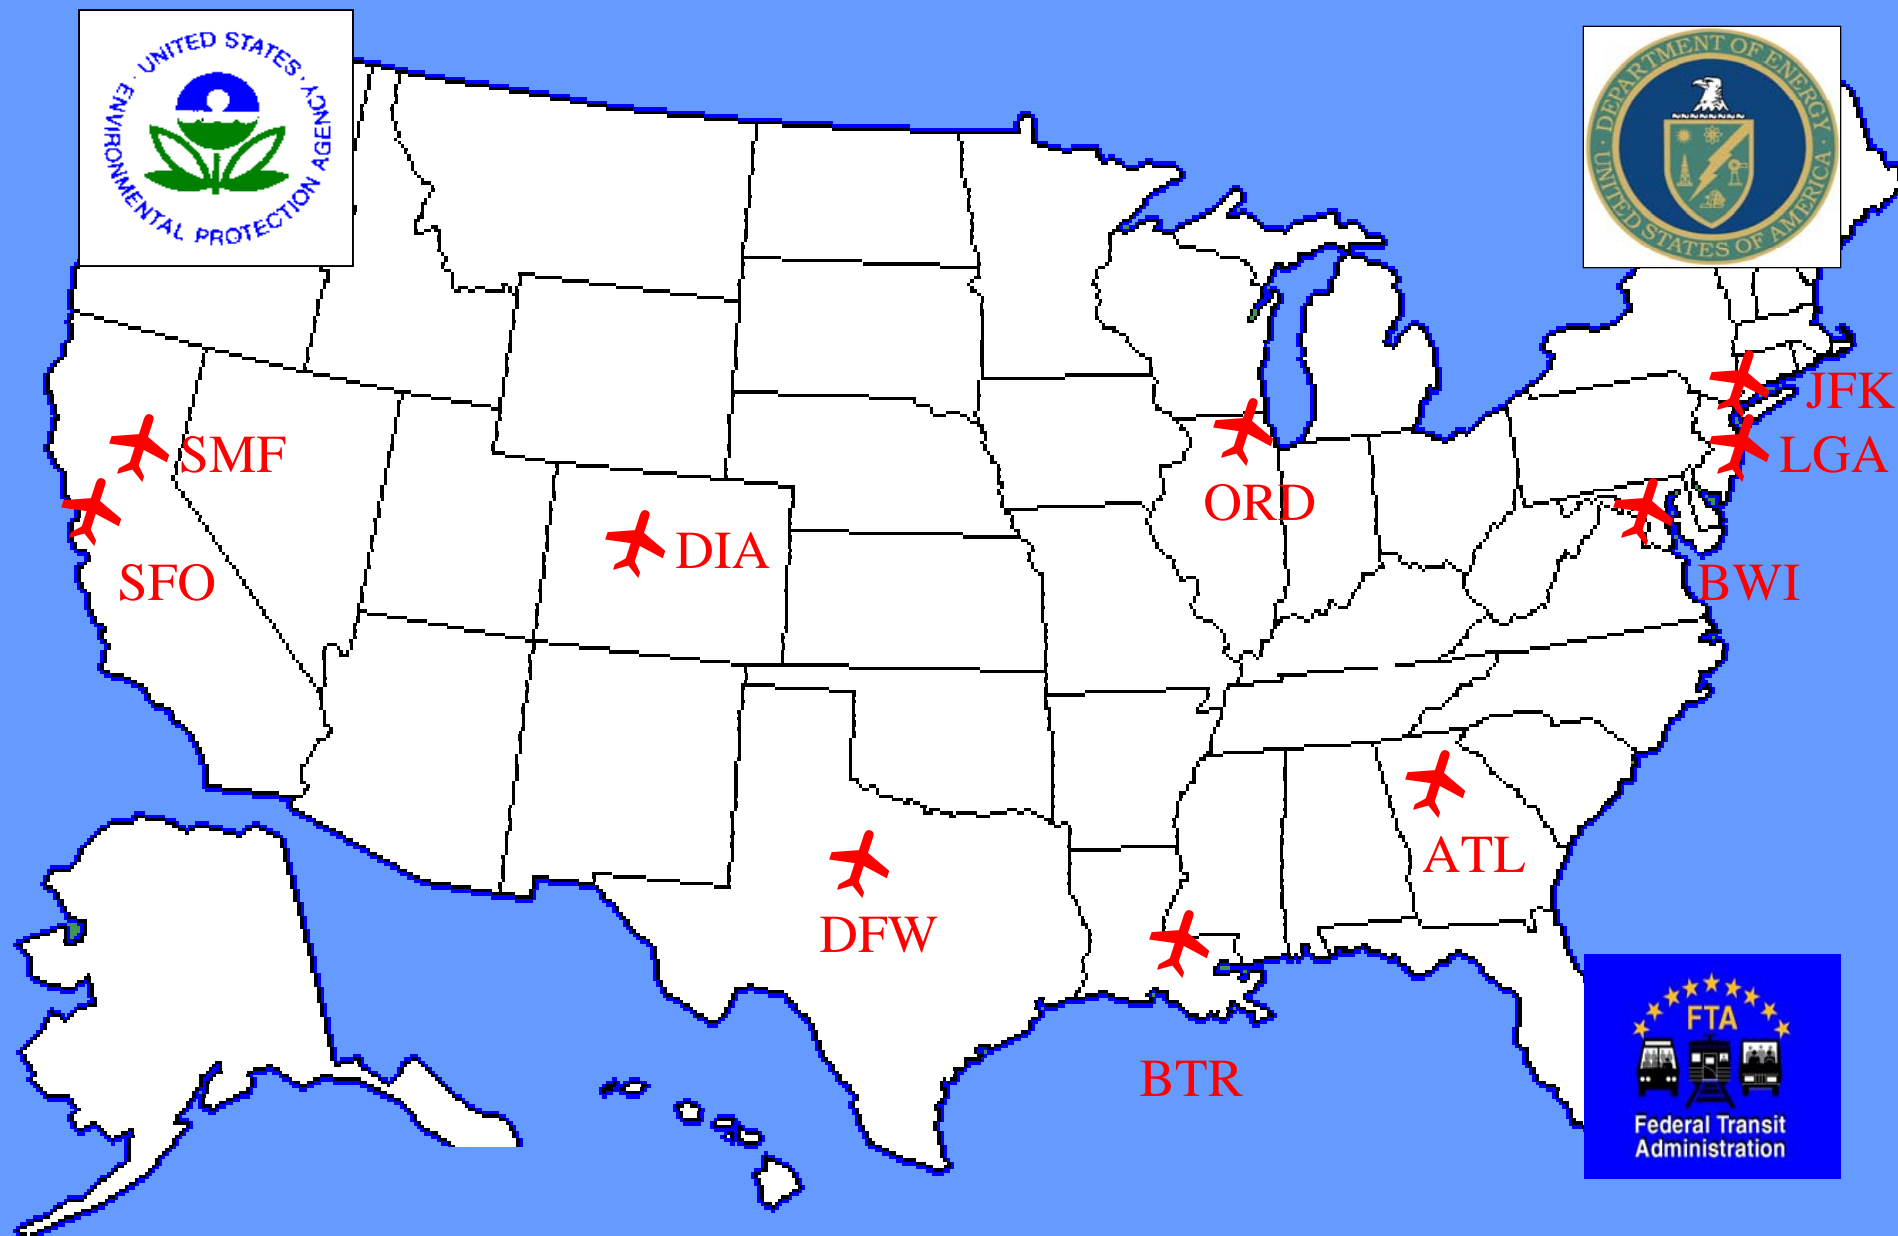 UNITED STATES
ENVIRONMENTAL PROTECTION AGENCY
DEPARTMENT OF ENERGY
UNITED STATES OF AMERICA
JFK
SMF
LGA
ORD
DIA
SFO
BWI
ATL
DFW
BTR
FTA
Federal Transit
Administration